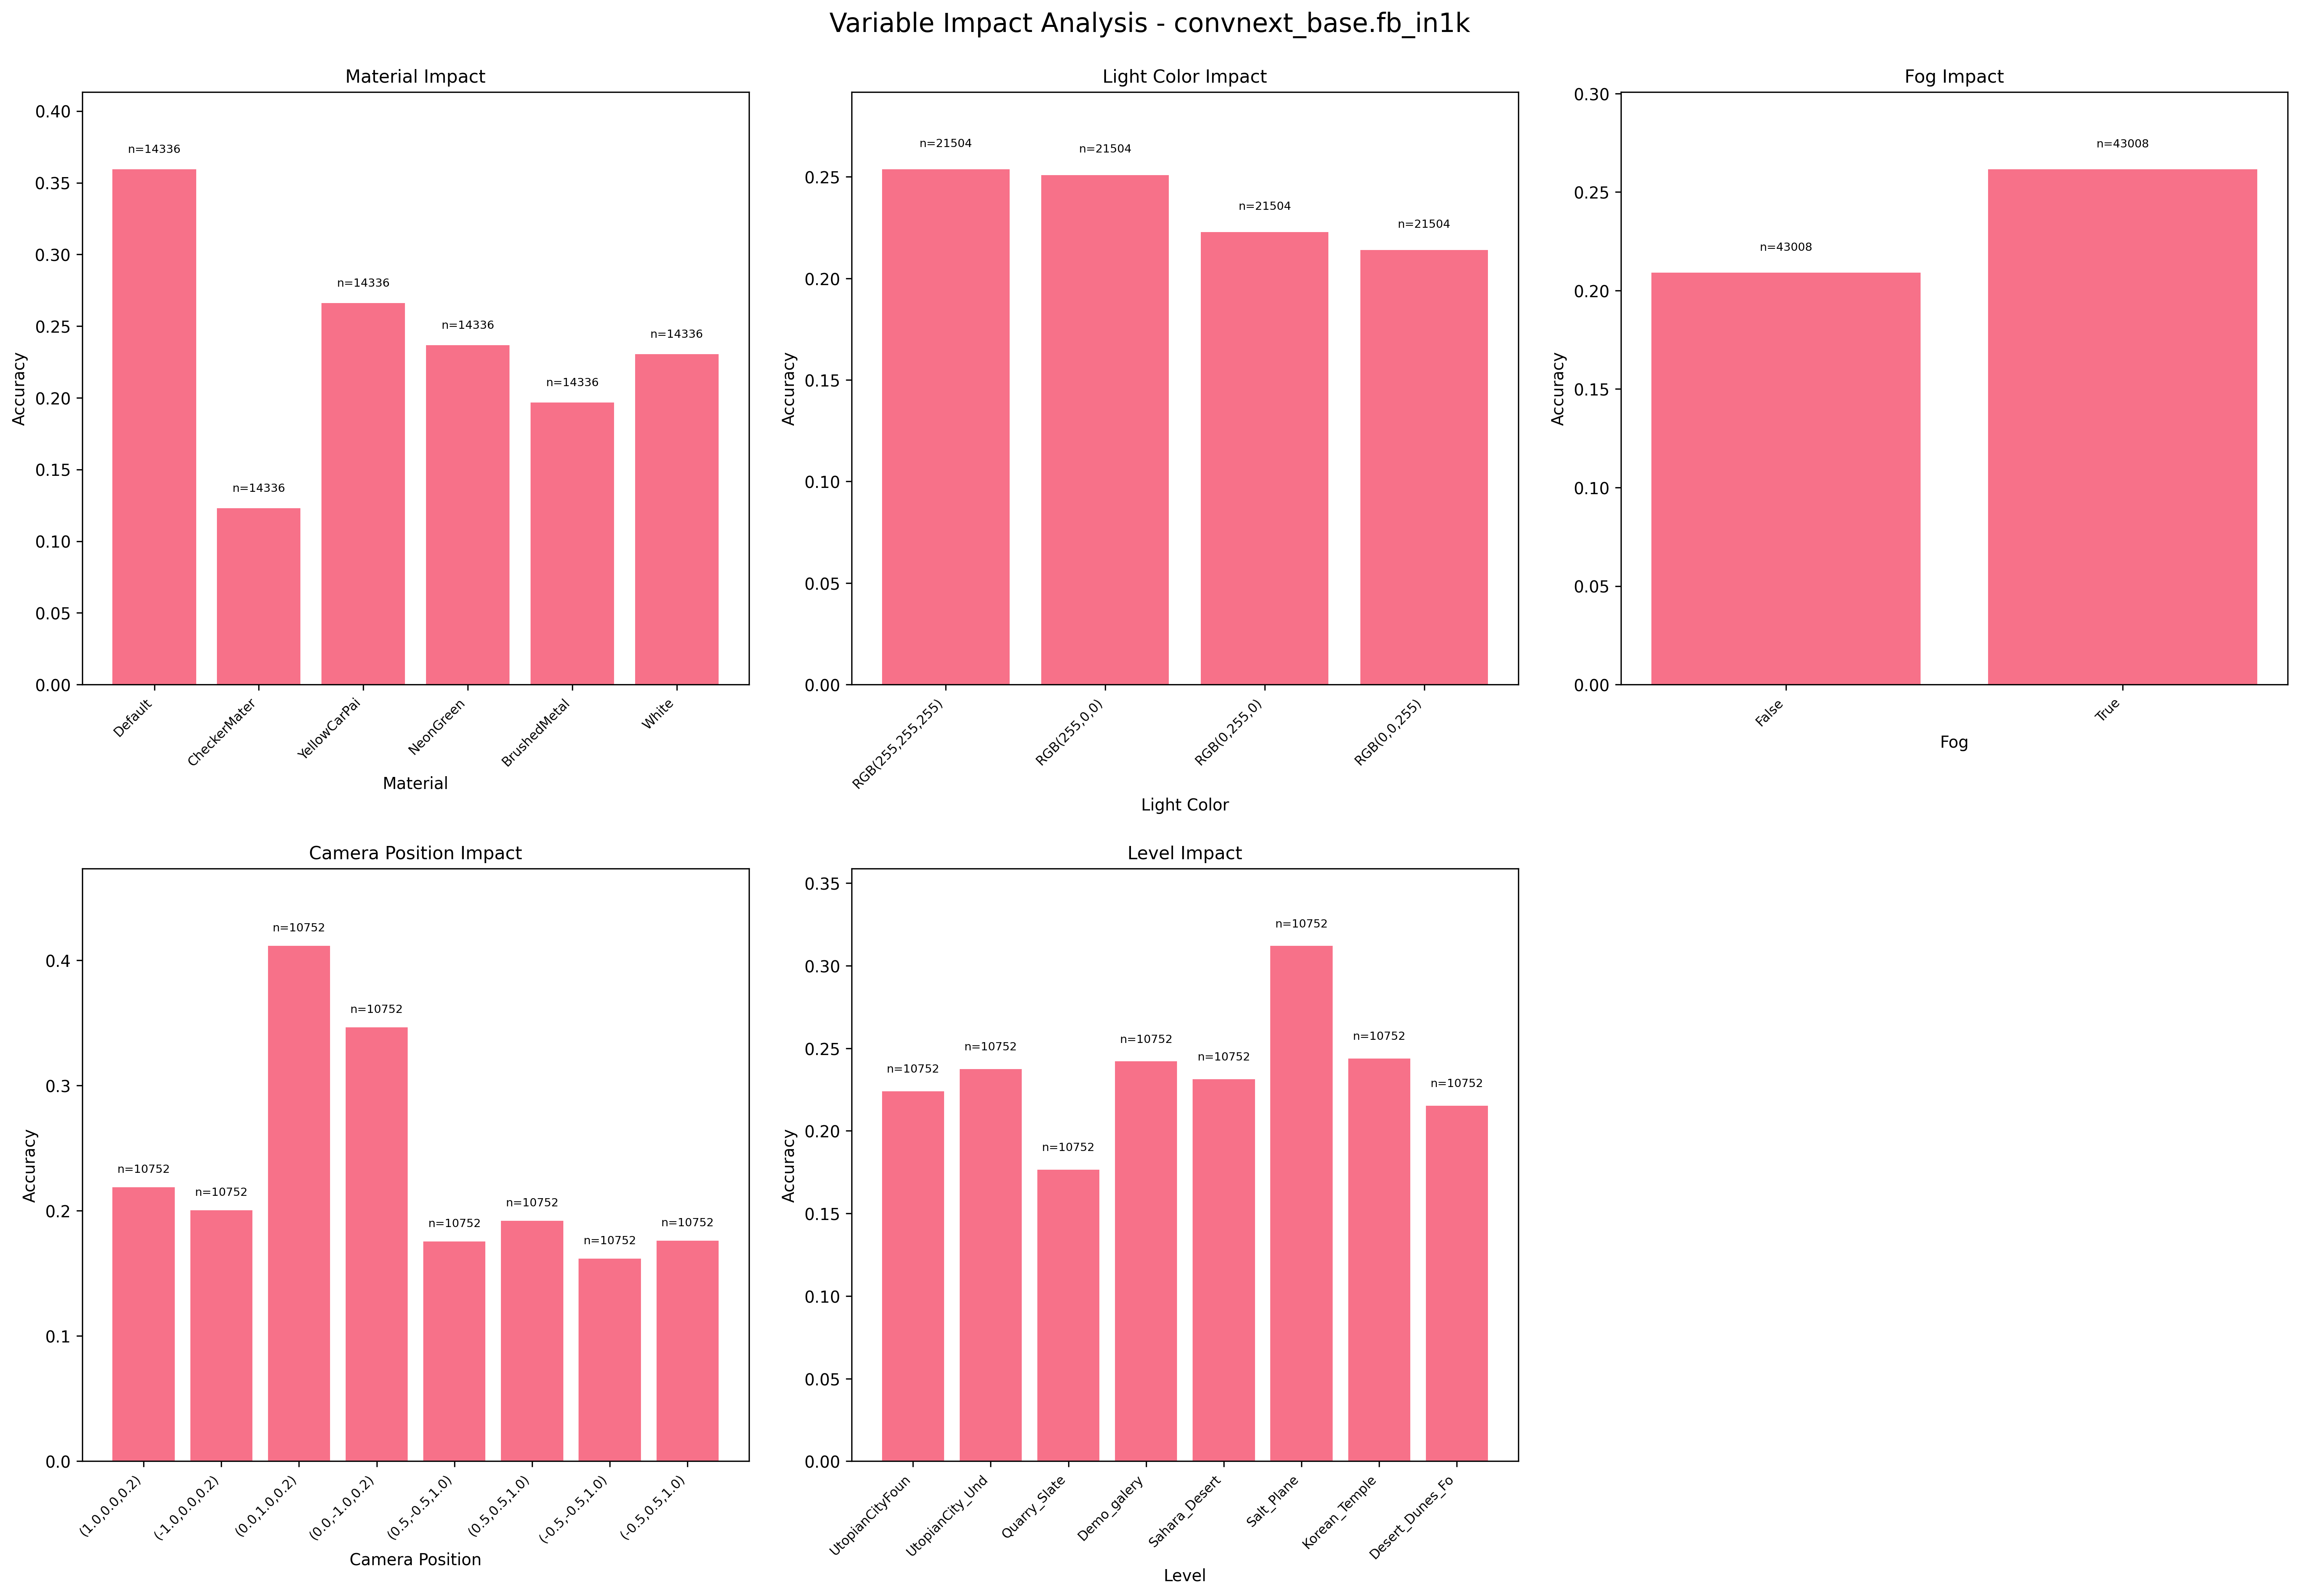 Variable Impact Analysis - convnext_base.fb_in1k
Material Impact
Accuracy
0.40
0.35
0.30
0.25
0.20
0.15
0.10
0.05
0.00
n=14336
n=14336
n=14336
n=14336
n=14336
n=14336
Default
CheckerMater
YellowCarPai
NeonGreen
BrushedMetal
White
Material
Light Color Impact
Accuracy
0.25
0.20
0.15
0.10
0.05
0.00
n=21504
n=21504
n=21504
n=21504
RGB(255,255,255)
RGB(255,0,0)
RGB(0,255,0)
RGB(0,0,255)
Light Color
Fog Impact
Accuracy
0.30
0.25
0.20
0.15
0.10
0.05
0.00
n=43008
n=43008
False
True
Fog
Camera Position Impact
Accuracy
0.4
0.3
0.2
0.1
0.0
n=10752
n=10752
n=10752
n=10752
n=10752
n=10752
n=10752
n=10752
(1.0,0.0,0.2)
(-1.0,0.0,0.2)
(0.0,1.0,0.2)
(0.0,-1.0,0.2)
(0.5,-0.5,1.0)
(0.5,0.5,1.0)
(-0.5,-0.5,1.0)
(-0.5,0.5,1.0)
Camera Position
Level Impact
Accuracy
0.35
0.30
0.25
0.20
0.15
0.10
0.05
0.00
n=10752
n=10752
n=10752
n=10752
n=10752
n=10752
n=10752
n=10752
UtopianCityFoun
UtopianCity_Und
Quarry_Slate
Demo_galery
Sahara_Desert
Salt_Plane
Korean_Temple
Desert_Dunes_Fo
Level